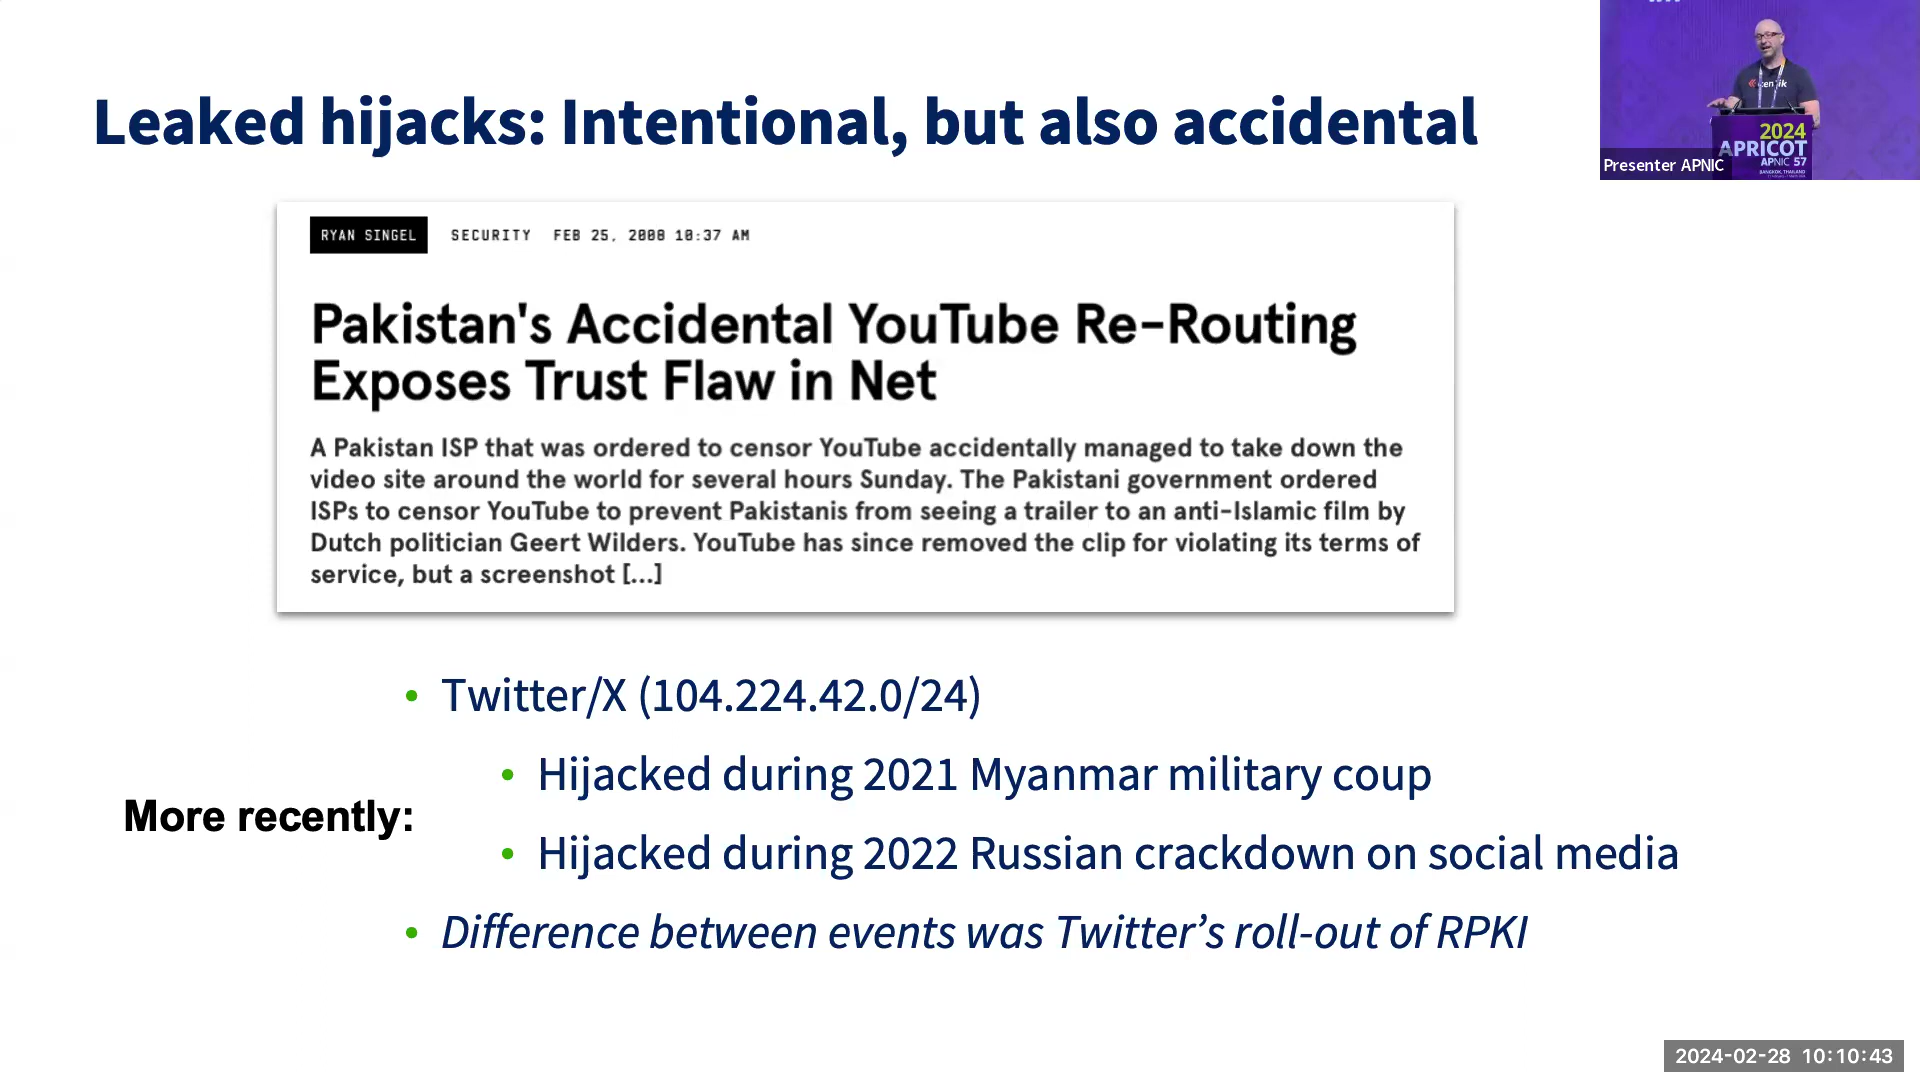 Leaked hijacks: Intentional, but also accidental
RYAN SINGEL SECURITY FEB 25, 2008 10:37 AM
Pakistan's Accidental YouTube Re-Routing
Exposes Trust Flaw in Net
A Pakistan ISP that was ordered to censor YouTube accidentally managed to take down the
video site around the world for several hours Sunday. The Pakistani government ordered
ISPs to censor YouTube to prevent Pakistanis from seeing a trailer to an anti-Islamic film by
Dutch politician Geert Wilders. YouTube has since removed the clip for violating its terms of
service, but a screenshot [...]
• Twitter/X (104.224.42.0/24)
• Hijacked during 2021 Myanmar military coup
More recently:
• Hijacked during 2022 Russian crackdown on social media
• Difference between events was Twitter’s roll-out of RPKI
2024
APRICOT
APNIC 57
BANGKOK, THAILAND
Presenter APNIC
2024-02-28 10:10:43